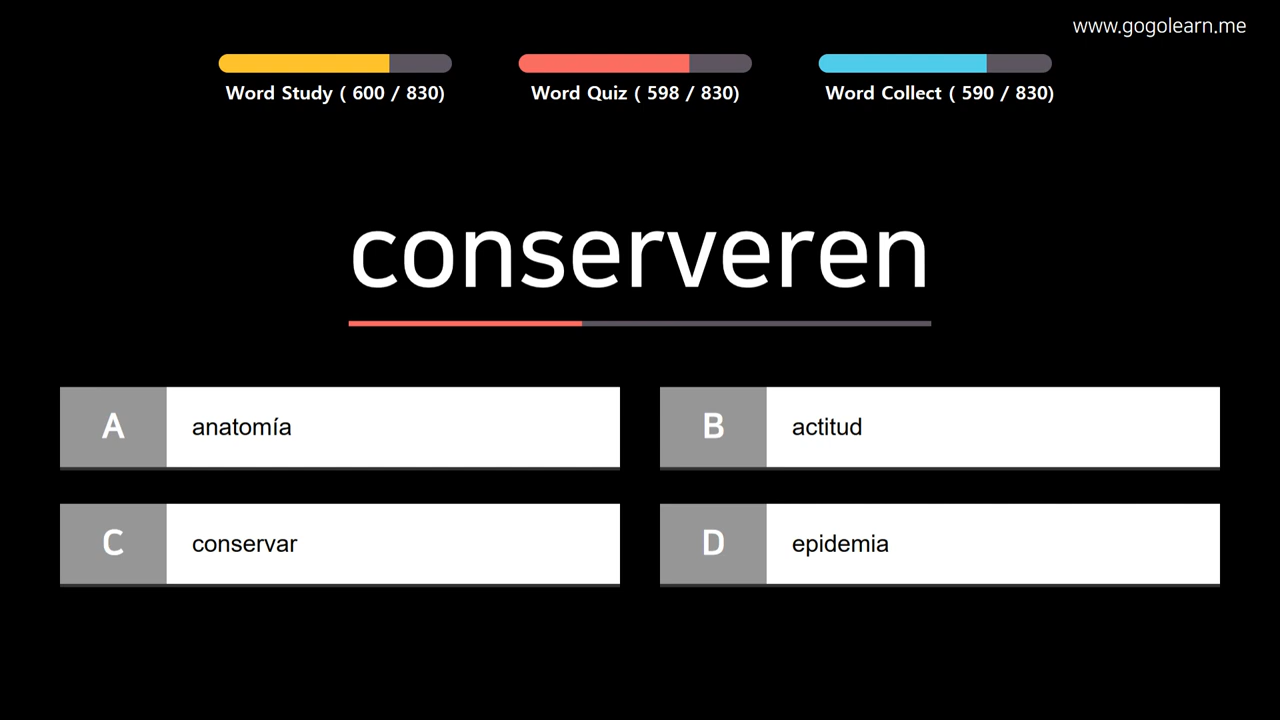 www.gogolearn.me
Word Study ( 600 / 830)
Word Quiz ( 598 / 830)
Word Collect ( 590 / 830)
conserveren
A anatomía
B actitud
C conservar
D epidemia